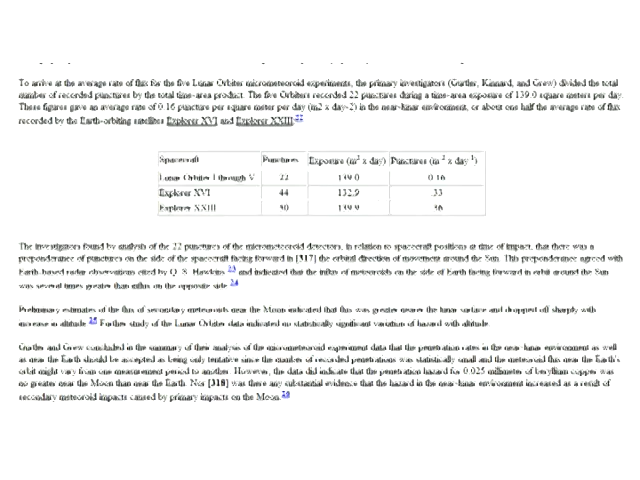 To arrive at the average rate of flux for the five Lunar Orbiter micrometeoroid experiments, the primary investigators (Gurtler, Kinnard, and Grew) divided the total
number of recorded punctures by the total time-area product. The five Orbiters recorded 22 punctures during a time-area exposure of 139.0 square meters per day.
These figures gave an average rate of 0.16 puncture per square meter per day (m2 x day-2) in the near-lunar environment, or about one half the average rate of flux
recorded by the Earth-orbiting satellites Explorer XVI and Explorer XXIII.22
Spacecraft Punctures Exposure (m2 x day) Punctures (m-2 x day-1)
Lunar Orbiter I through V 22 139.0 0.16
Explorer XVI 44 132.9 .33
Explorer XXIII 50 139.9 .36
The investigators found by analysis of the 22 punctures of the micrometeoroid detectors, in relation to spacecraft positions at time of impact, that there was a
preponderance of punctures on the side of the spacecraft facing forward in [317] the orbital direction of movement around the Sun. This preponderance agreed with
Earth-based radar observations cited by G. S. Hawkins,23 and indicated that the influx of meteoroids on the side of Earth facing forward in orbit around the Sun
was several times greater than influx on the opposite side.24
Preliminary estimates of the flux of secondary meteoroids near the Moon indicated that this was greater nearer the lunar surface and dropped off sharply with
increase in altitude.25 Further study of the Lunar Orbiter data indicated no statistically significant variation of hazard with altitude.
Gurtler and Grew concluded in the summary of their analysis of the micrometeoroid experiment data that the penetration rates in the near-lunar environment as well
as near the Earth should be accepted as being only tentative since the number of recorded penetrations was statistically small and the meteoroid flux near the Earth's
orbit might vary from one measurement period to another. However, the data did indicate that the penetration hazard for 0.025 millimeter of beryllium copper was
no greater near the Moon than near the Earth. Nor [318] was there any substantial evidence that the hazard in the near-lunar environment increased as a result of
secondary meteoroid impacts caused by primary impacts on the Moon.26